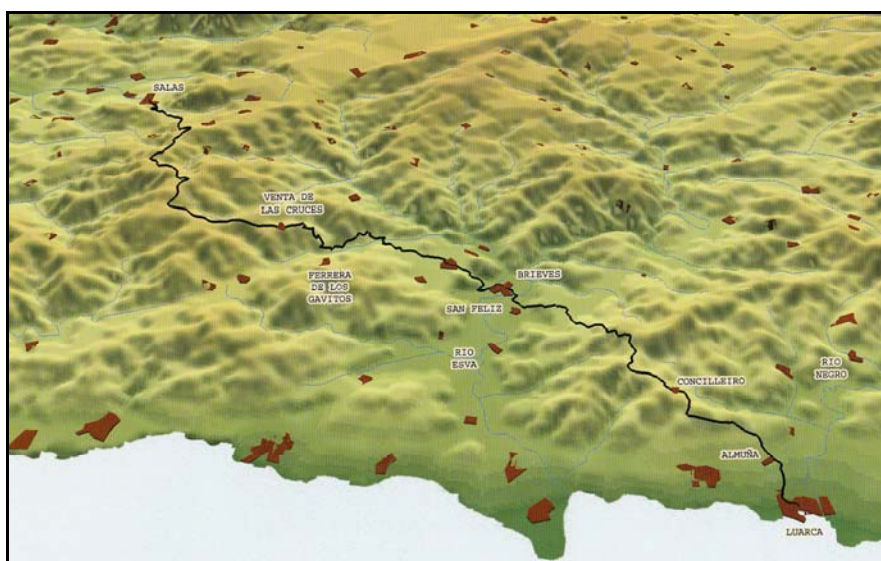 SALAS
VENTA DE
LAS CRUCES
FERRERA
DE LOS
GAVITOS
BRIEVES
SAN FELIZ
RIO
ESVA
RIO
NEGRO
CONCILLEIRO
ALMUÑA
LUARCA